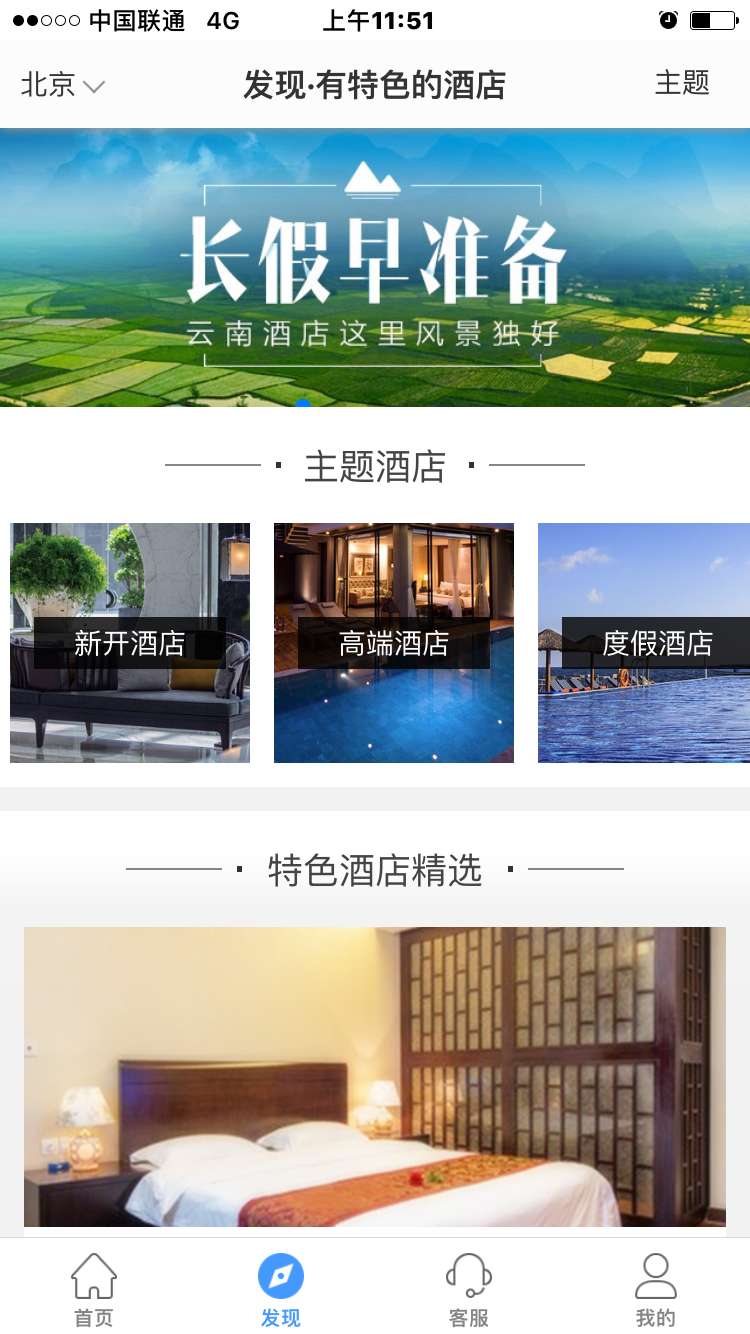 中国联通 4G 上午11:51
北京 发现·有特色的酒店 主题
长假早准备
云南酒店这里风景独好
· 主题酒店 ·
新开酒店 高端酒店 度假酒店
· 特色酒店精选 ·
首页 发现 客服 我的